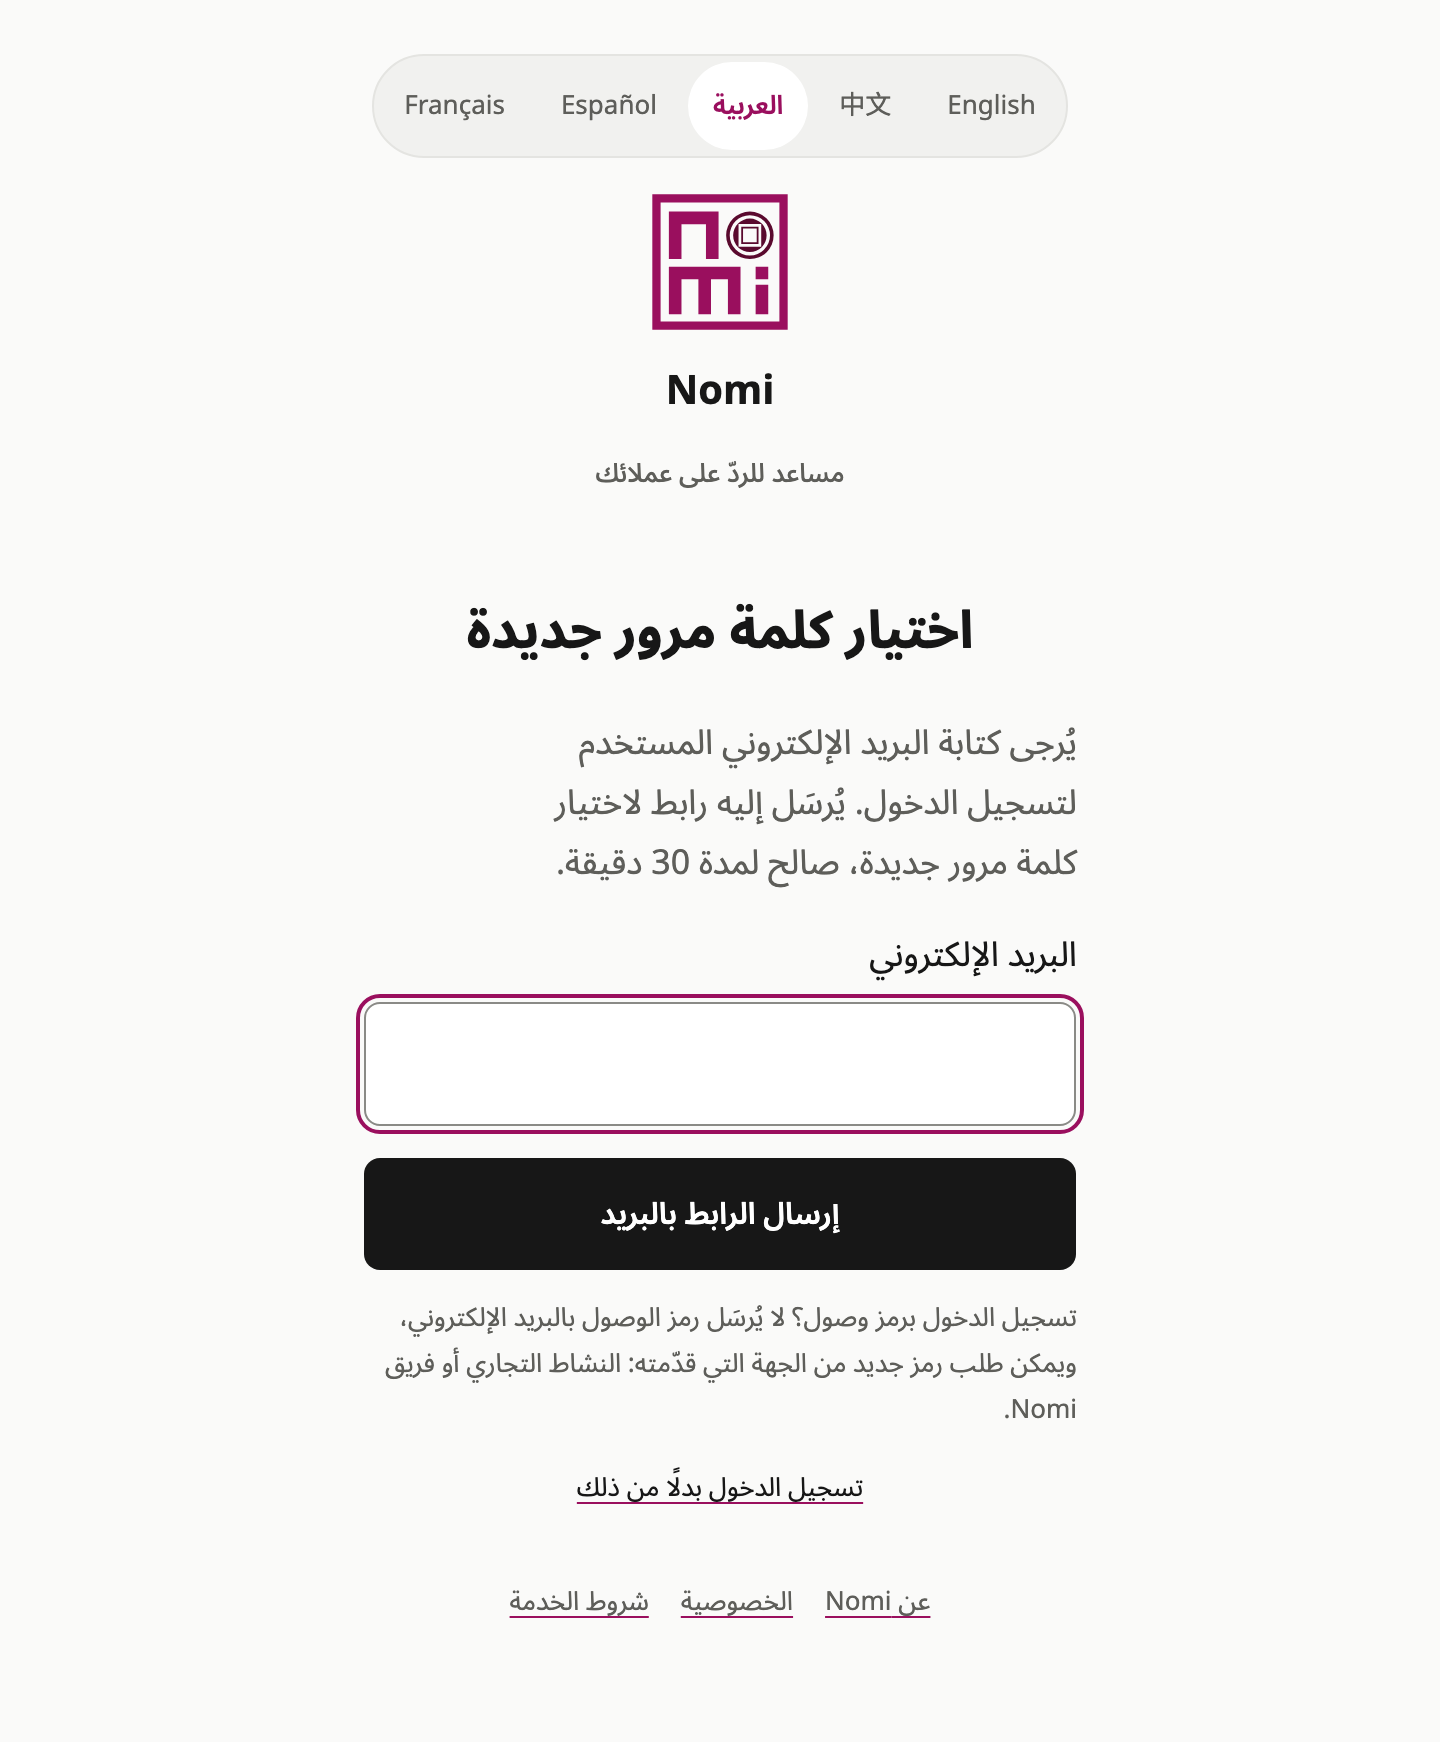 English 中文 العربية Español Français
nomi
Nomi
مساعد للردّ على عملائك
اختيار كلمة مرور جديدة
يُرجى كتابة البريد الإلكتروني المستخدم
لتسجيل الدخول. يُرسَل إليه رابط لاختيار
كلمة مرور جديدة، صالح لمدة 30 دقيقة.
البريد الإلكتروني
إرسال الرابط بالبريد
تسجيل الدخول برمز وصول؟ لا يُرسَل رمز الوصول بالبريد الإلكتروني،
ويمكن طلب رمز جديد من الجهة التي قدّمته: النشاط التجاري أو فريق
Nomi.
تسجيل الدخول بدلًا من ذلك
عن Nomi الخصوصية شروط الخدمة